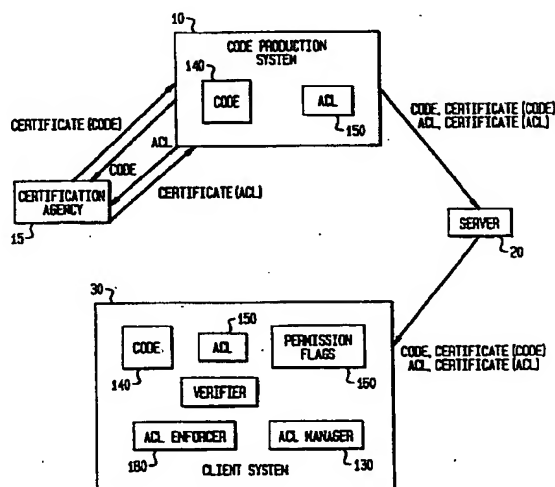 10
CODE PRODUCTION
SYSTEM
140
CODE
ACL
150
CERTIFICATE (CODE)
ACL
CODE
CERTIFICATE (ACL)
CERTIFICATION
AGENCY
15
CODE, CERTIFICATE (CODE)
ACL, CERTIFICATE (ACL)
SERVER
20
30
CODE
140
150
ACL
PERMISSION
FLAGS
160
VERIFIER
ACL ENFORCER
180
ACL MANAGER
130
CLIENT SYSTEM
CODE, CERTIFICATE (CODE)
ACL, CERTIFICATE (ACL)